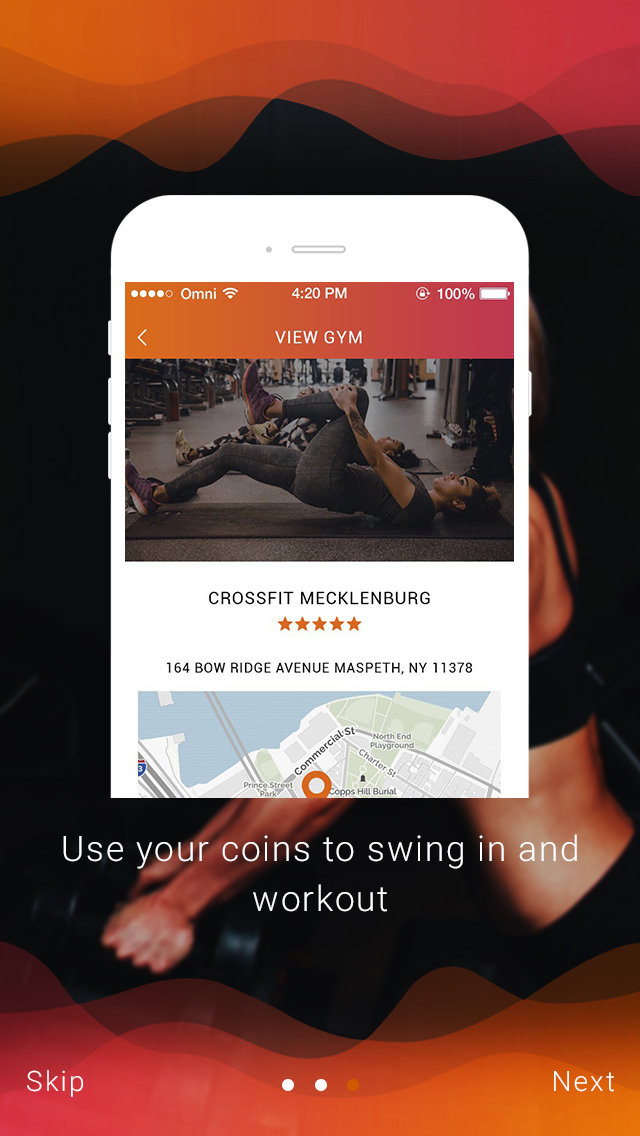 Omni
4:20 PM
100%
VIEW GYM
CROSSFIT MECKLENBURG
164 BOW RIDGE AVENUE MASPETH, NY 11378
Commercial St
North End
Playground
Charter St
Prince Street
Park
Copps Hill Burial
Use your coins to swing in and
workout
Skip
Next